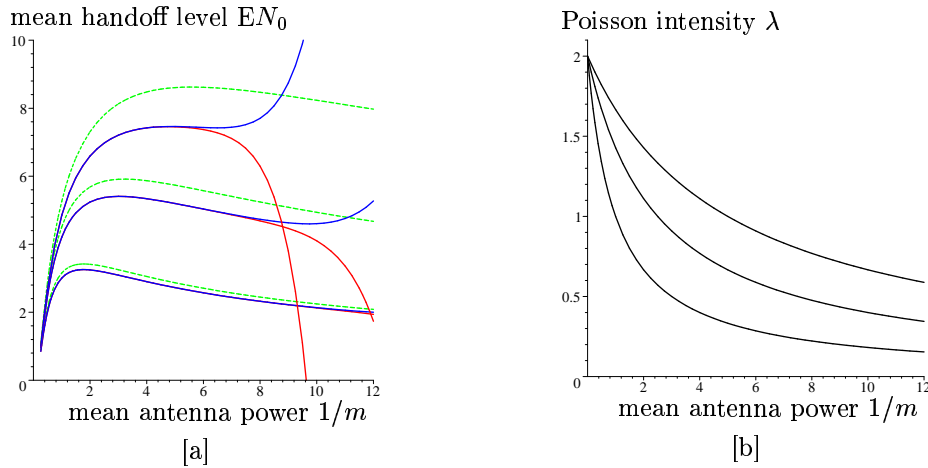 mean handoff level EN₀
10
8
6
4
2
0
2 4 6 8 10 12
mean antenna power 1/m
[a]
Poisson intensity λ
2
1.5
1
0.5
0
2 4 6 8 10 12
mean antenna power 1/m
[b]